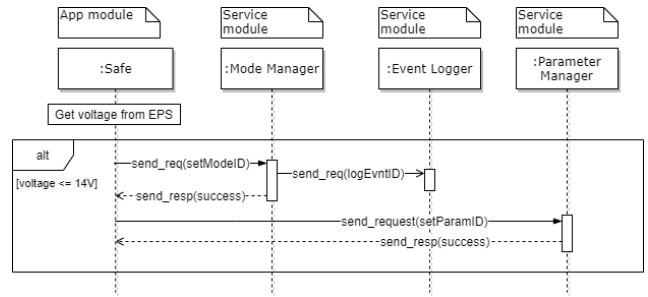 App module
Service
module
Service
module
Service
module
:Safe
:Mode Manager
:Event Logger
:Parameter
Manager
Get voltage from EPS
alt
[voltage <= 14V]
send_req(setModeID)
send_req(logEvntID)
send_resp(success)
send_request(setParamID)
send_resp(success)